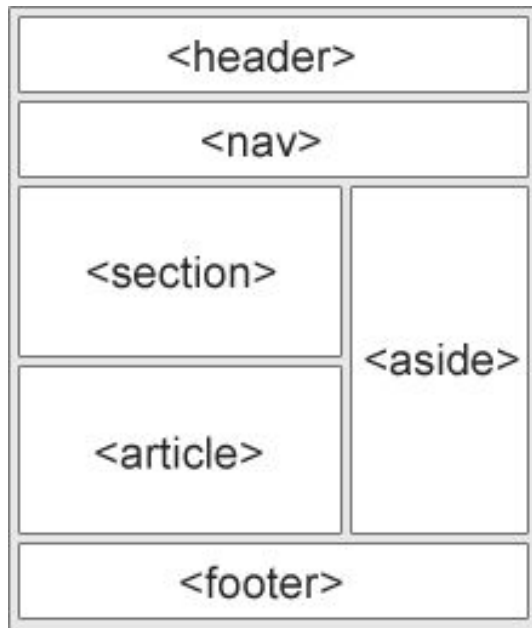 <header>
<nav>
<section>
<aside>
<article>
<footer>